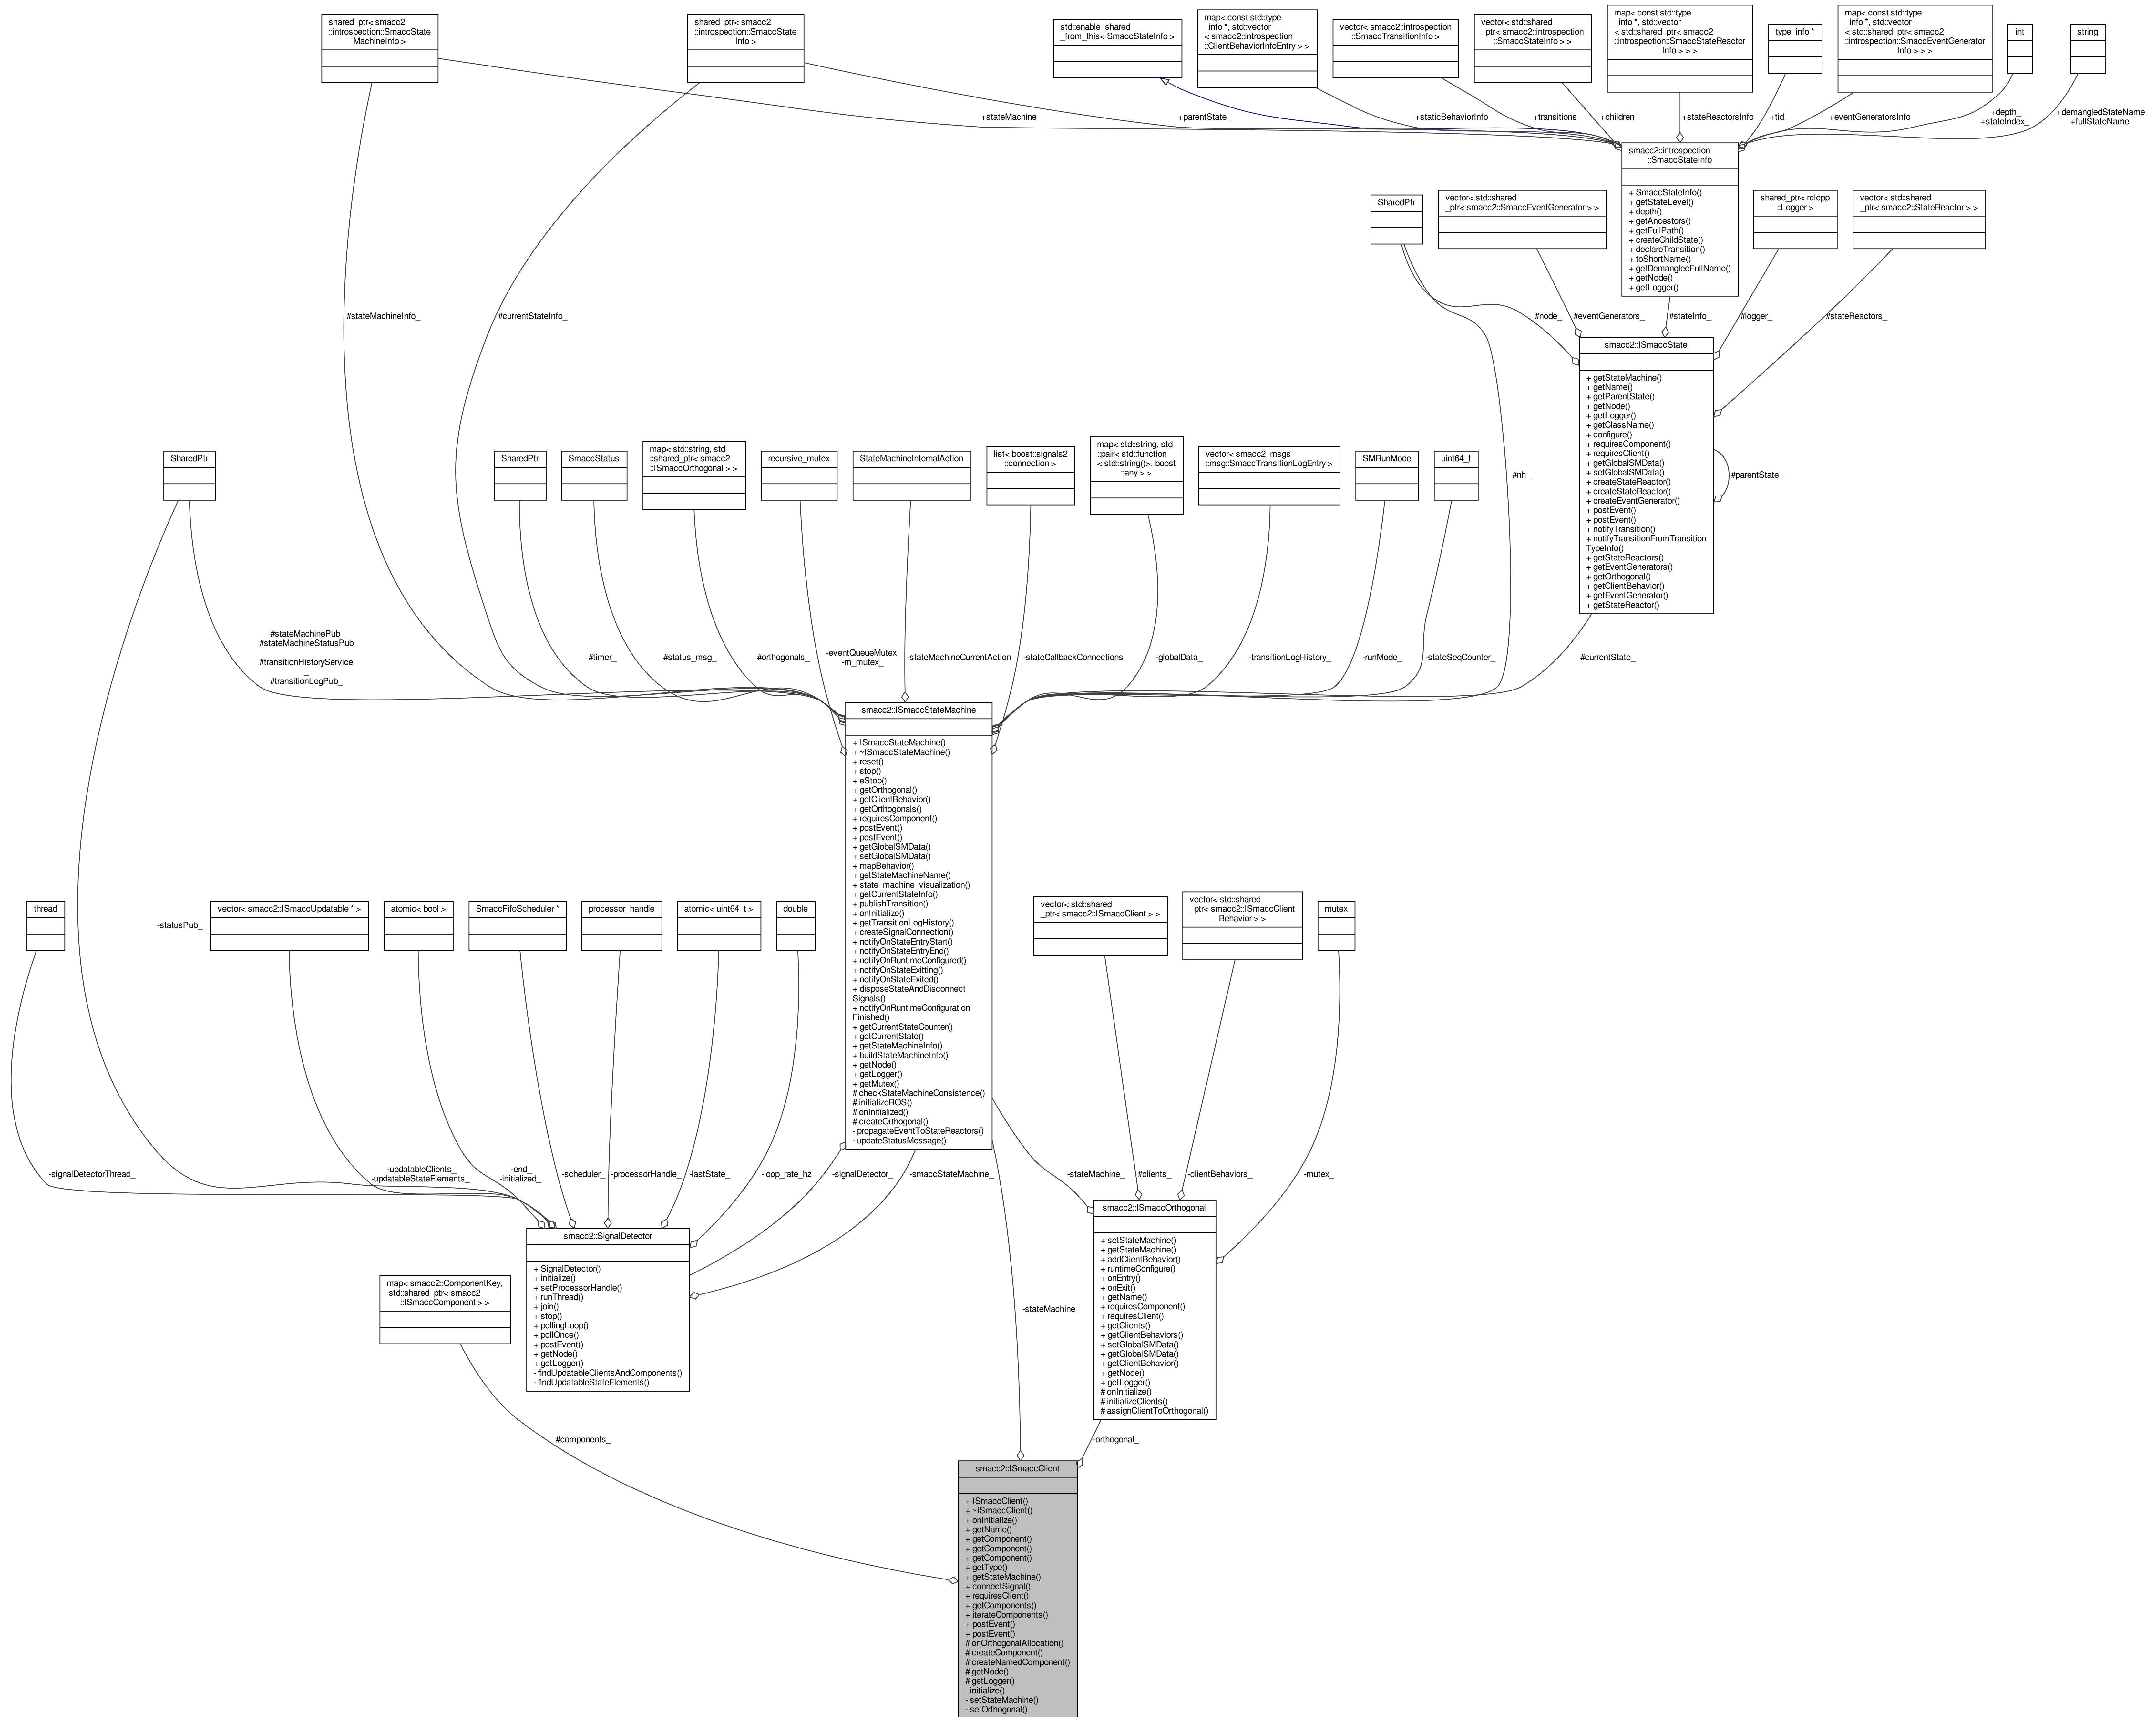 shared_ptr< smacc2
::introspection::SmaccState
MachineInfo >
shared_ptr< smacc2
::introspection::SmaccState
Info >
std::enable_shared
_from_this< SmaccStateInfo >
map< const std::type
_info *, std::vector
< smacc2::introspection
::ClientBehaviorInfoEntry > >
vector< smacc2::introspection
::SmaccTransitionInfo >
vector< std::shared
_ptr< smacc2::introspection
::SmaccStateInfo > >
map< const std::type
_info *, std::vector
< std::shared_ptr< smacc2
::introspection::SmaccStateReactor
Info > > >
type_info *
map< const std::type
_info *, std::vector
< std::shared_ptr< smacc2
::introspection::SmaccEventGenerator
Info > > >
int
string
+stateMachine_
+parentState_
+staticBehaviorInfo
+transitions_
+children_
+stateReactorsInfo
+tid_
+eventGeneratorsInfo
+depth_
+stateIndex_
+demangledStateName
+fullStateName
smacc2::introspection
::SmaccStateInfo
+ SmaccStateInfo()
+ getStateLevel()
+ depth()
+ getAncestors()
+ getFullPath()
+ createChildState()
+ declareTransition()
+ toShortName()
+ getDemangledFullName()
+ getNode()
+ getLogger()
SharedPtr
vector< std::shared
_ptr< smacc2::SmaccEventGenerator > >
shared_ptr< rclcpp
::Logger >
vector< std::shared
_ptr< smacc2::StateReactor > >
#stateMachineInfo_
#currentStateInfo_
#node_
#eventGenerators_
#stateInfo_
#logger_
#stateReactors_
smacc2::ISmaccState
+ getStateMachine()
+ getName()
+ getParentState()
+ getNode()
+ getLogger()
+ getClassName()
+ configure()
+ requiresComponent()
+ requiresClient()
+ getGlobalSMData()
+ setGlobalSMData()
+ createStateReactor()
+ createStateReactor()
+ createEventGenerator()
+ postEvent()
+ postEvent()
+ notifyTransition()
+ notifyTransitionFromTransition
TypeInfo()
+ getStateReactors()
+ getEventGenerators()
+ getOrthogonal()
+ getClientBehavior()
+ getEventGenerator()
+ getStateReactor()
#parentState_
SharedPtr
SharedPtr
SmaccStatus
map< std::string, std
::shared_ptr< smacc2
::ISmaccOrthogonal > >
recursive_mutex
StateMachineInternalAction
list< boost::signals2
::connection >
map< std::string, std
::pair< std::function
< std::string()>, boost
::any > >
vector< smacc2_msgs
::msg::SmaccTransitionLogEntry >
SMRunMode
uint64_t
#nh_
#stateMachinePub_
#stateMachineStatusPub
_
#transitionHistoryService
_
#transitionLogPub_
#timer_
#status_msg_
#orthogonals_
-eventQueueMutex_
-m_mutex_
-stateMachineCurrentAction
-stateCallbackConnections
-globalData_
-transitionLogHistory_
-runMode_
-stateSeqCounter_
#currentState_
smacc2::ISmaccStateMachine
+ ISmaccStateMachine()
+ ~ISmaccStateMachine()
+ reset()
+ stop()
+ eStop()
+ getOrthogonal()
+ getClientBehavior()
+ getOrthogonals()
+ requiresComponent()
+ postEvent()
+ postEvent()
+ getGlobalSMData()
+ setGlobalSMData()
+ mapBehavior()
+ getStateMachineName()
+ state_machine_visualization()
+ getCurrentStateInfo()
+ publishTransition()
+ onInitialize()
+ getTransitionLogHistory()
+ createSignalConnection()
+ notifyOnStateEntryStart()
+ notifyOnStateEntryEnd()
+ notifyOnRuntimeConfigured()
+ notifyOnStateExitting()
+ notifyOnStateExited()
+ disposeStateAndDisconnect
Signals()
+ notifyOnRuntimeConfiguration
Finished()
+ getCurrentStateCounter()
+ getCurrentState()
+ getStateMachineInfo()
+ buildStateMachineInfo()
+ getNode()
+ getLogger()
+ getMutex()
# checkStateMachineConsistence()
# initializeROS()
# onInitialized()
# createOrthogonal()
- propagateEventToStateReactors()
- updateStatusMessage()
thread
-statusPub_
vector< smacc2::ISmaccUpdatable * >
atomic< bool >
SmaccFifoScheduler *
processor_handle
atomic< uint64_t >
double
vector< std::shared
_ptr< smacc2::ISmaccClient > >
vector< std::shared
_ptr< smacc2::ISmaccClient
Behavior > >
mutex
-signalDetectorThread_
-updatableClients_
-updatableStateElements_
-end_
-initialized_
-scheduler_
-processorHandle_
-lastState_
-loop_rate_hz
-signalDetector_
-smaccStateMachine_
-stateMachine_
#clients_
-clientBehaviors_
-mutex_
smacc2::SignalDetector
+ SignalDetector()
+ initialize()
+ setProcessorHandle()
+ runThread()
+ join()
+ stop()
+ pollingLoop()
+ pollOnce()
+ postEvent()
+ getNode()
+ getLogger()
- findUpdatableClientsAndComponents()
- findUpdatableStateElements()
smacc2::ISmaccOrthogonal
+ setStateMachine()
+ getStateMachine()
+ addClientBehavior()
+ runtimeConfigure()
+ onEntry()
+ onExit()
+ getName()
+ requiresComponent()
+ requiresClient()
+ getClients()
+ getClientBehaviors()
+ setGlobalSMData()
+ getGlobalSMData()
+ getClientBehavior()
+ getNode()
+ getLogger()
# onInitialize()
# initializeClients()
# assignClientToOrthogonal()
map< smacc2::ComponentKey,
std::shared_ptr< smacc2
::ISmaccComponent > >
-stateMachine_
#components_
-orthogonal_
smacc2::ISmaccClient
+ ISmaccClient()
+ ~ISmaccClient()
+ onInitialize()
+ getName()
+ getComponent()
+ getComponent()
+ getComponent()
+ getType()
+ getStateMachine()
+ connectSignal()
+ requiresClient()
+ getComponents()
+ iterateComponents()
+ postEvent()
+ postEvent()
# onOrthogonalAllocation()
# createComponent()
# createNamedComponent()
# getNode()
# getLogger()
- initialize()
- setStateMachine()
- setOrthogonal()